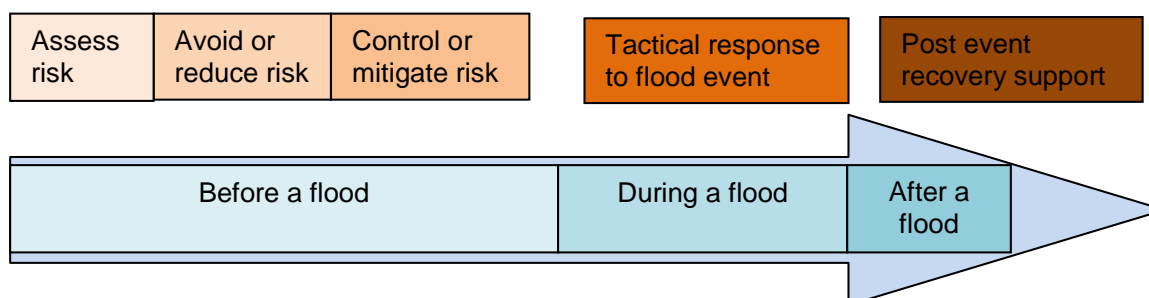 Assess
risk
Avoid or
reduce risk
Control or
mitigate risk
Tactical response
to flood event
Post event
recovery support
Before a flood
During a flood
After a
flood